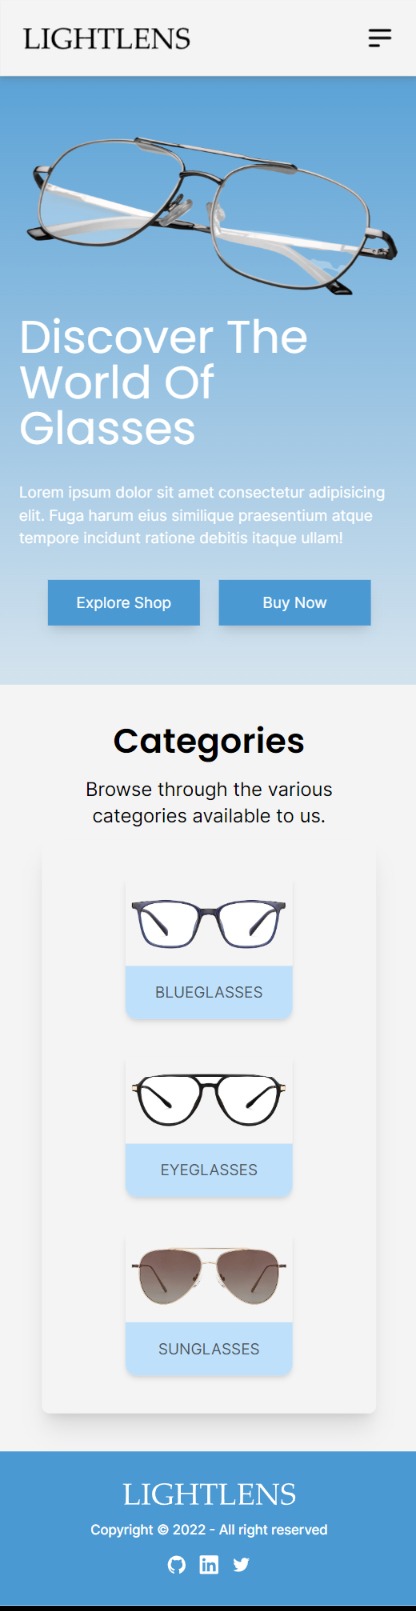 LIGHTLENS
Discover The
World Of
Glasses
Lorem ipsum dolor sit amet consectetur adipisicing
elit. Fuga harum eius similique praesentium atque
tempore incidunt ratione debitis itaque ullam!
Explore Shop
Buy Now
Categories
Browse through the various
categories available to us.
BLUEGLASSES
EYEGLASSES
SUNGLASSES
LIGHTLENS
Copyright © 2022 - All right reserved